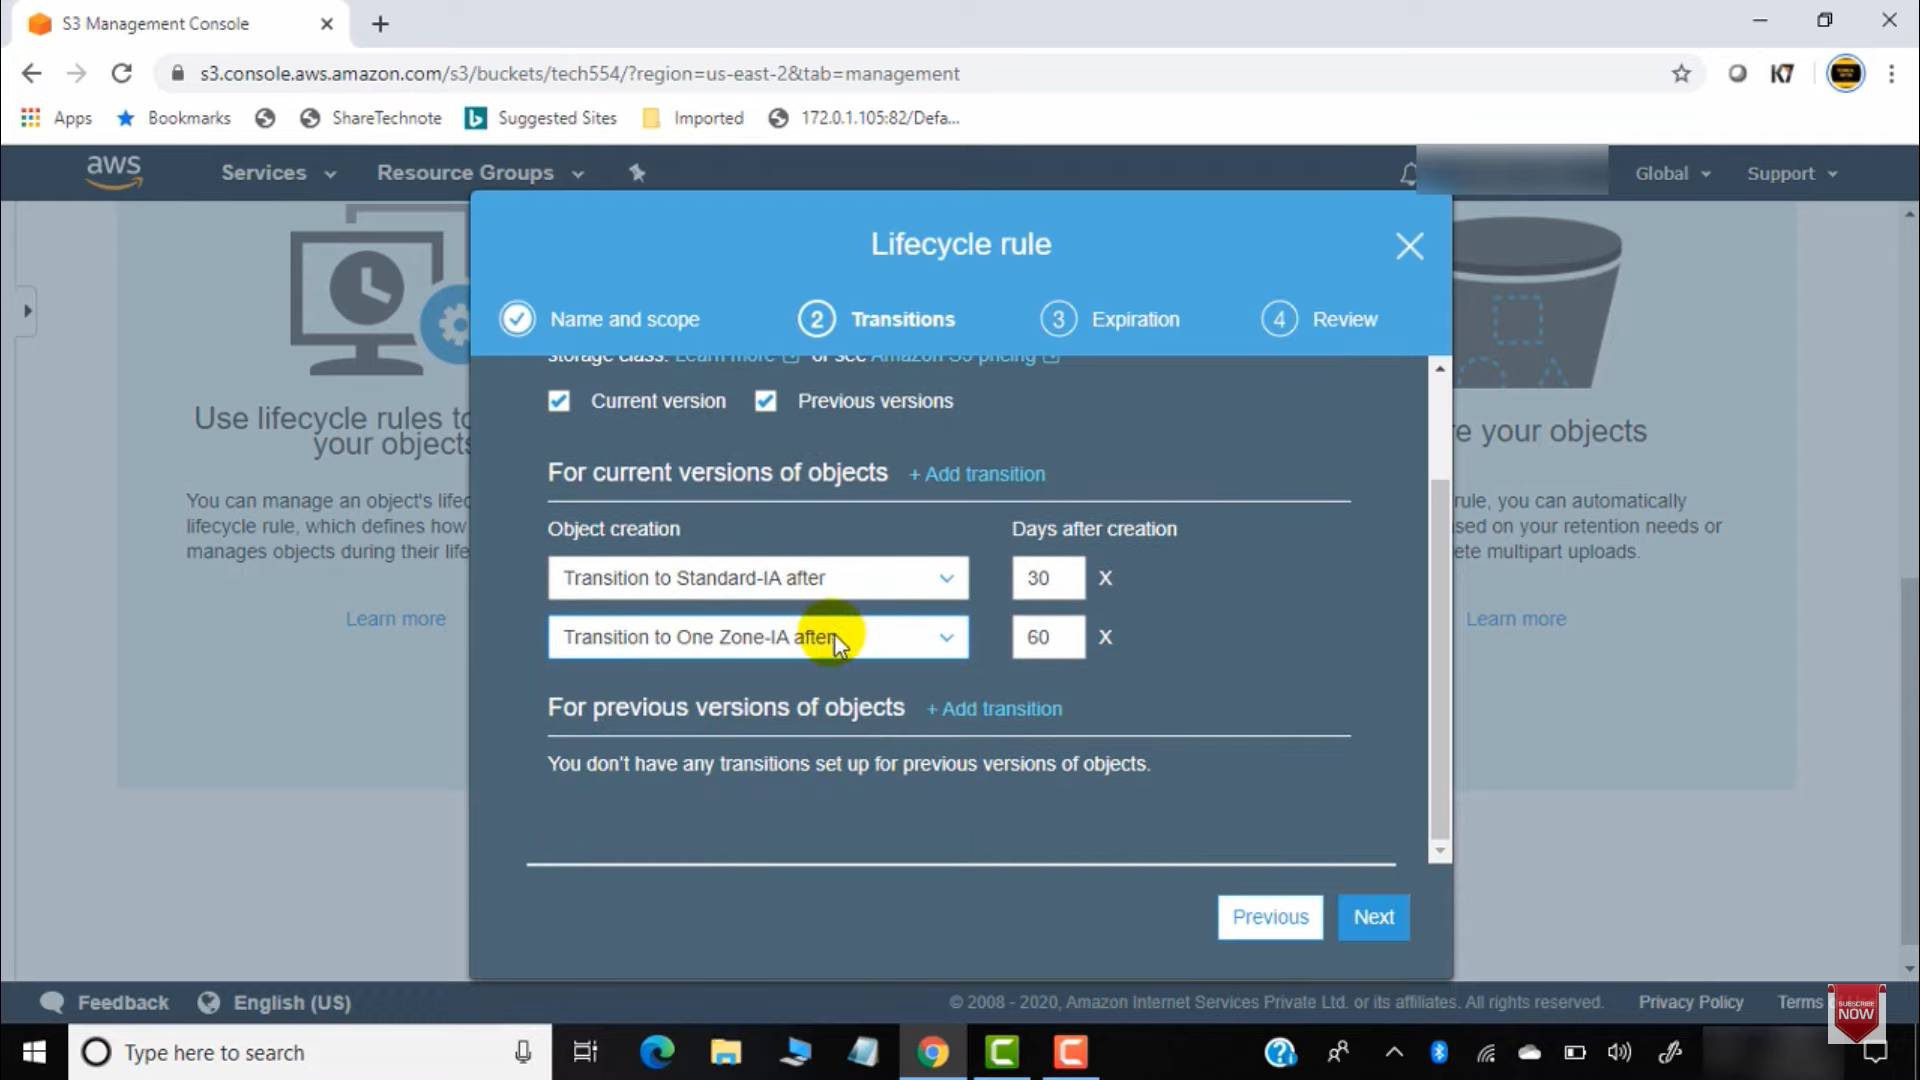 S3 Management Console
s3.console.aws.amazon.com/s3/buckets/tech554/?region=us-east-2&tab=management
K7
Apps Bookmarks ShareTechnote Suggested Sites Imported 172.0.1.105:82/Defa...
aws Services Resource Groups Global Support
Lifecycle rule
Name and scope 2 Transitions 3 Expiration 4 Review
storage class. Learn more or see Amazon S3 pricing
Current version Previous versions
Use lifecycle rules to
your objects
re your objects
For current versions of objects + Add transition
You can manage an object's lifec
lifecycle rule, which defines how
manages objects during their life
rule, you can automatically
sed on your retention needs or
ete multipart uploads.
Object creation Days after creation
Transition to Standard-IA after 30 X
Learn more
Learn more
Transition to One Zone-IA after 60 X
For previous versions of objects + Add transition
You don't have any transitions set up for previous versions of objects.
Previous Next
Feedback English (US) © 2008 - 2020, Amazon Internet Services Private Ltd. or its affiliates. All rights reserved. Privacy Policy Terms
SUBSCRIBE
NOW
Type here to search